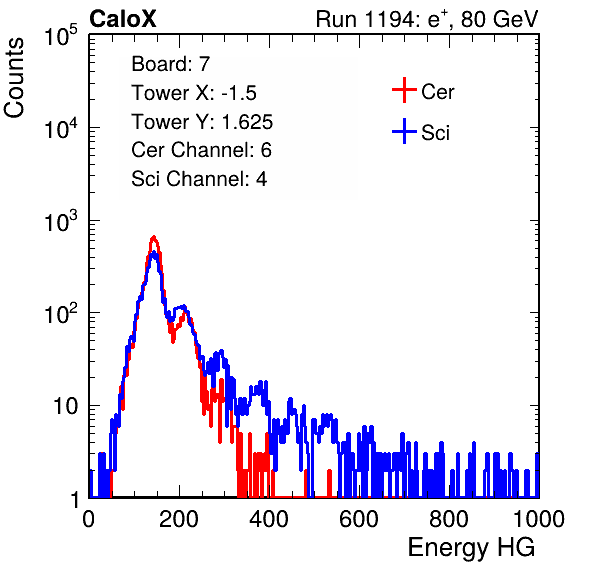 CaloX Run 1194: e⁺, 80 GeV
Counts
10⁵
10⁴
10³
10²
10
1
Board: 7
Tower X: -1.5
Tower Y: 1.625
Cer Channel: 6
Sci Channel: 4
Cer
Sci
0 200 400 600 800 1000
Energy HG